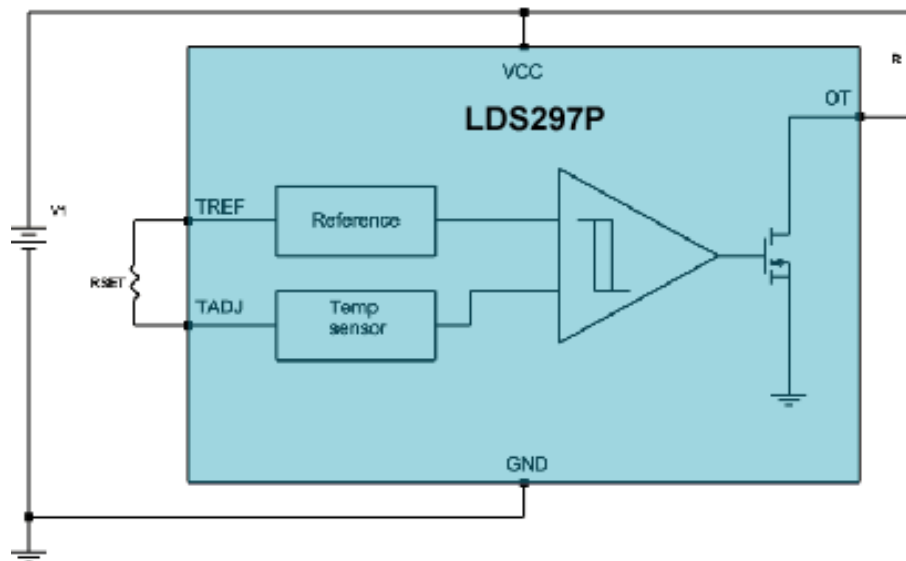 VCC
R
OT
LDS297P
V1
TREF
Reference
RSET
TADJ
Temp
sensor
GND